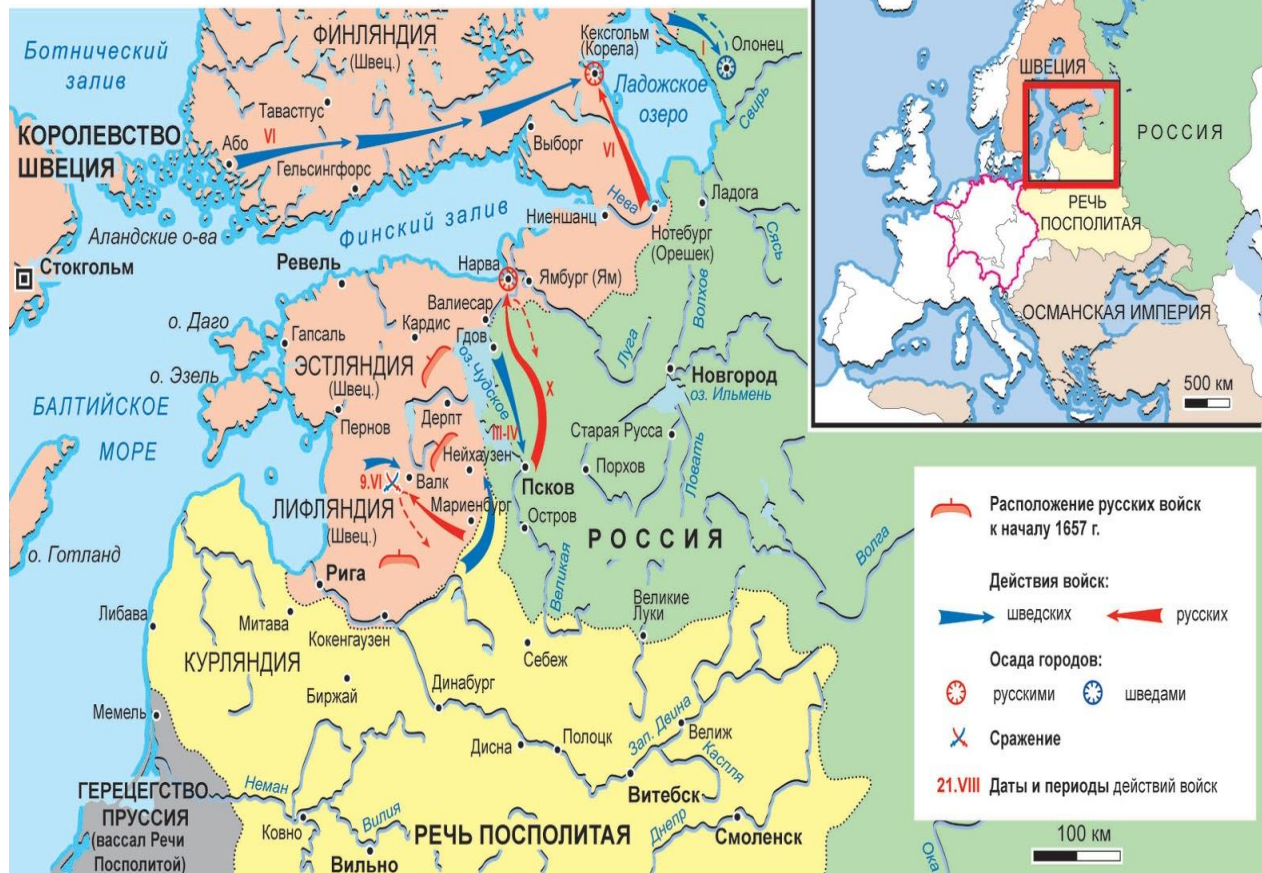 Ботнический
залив
ФИНЛЯНДИЯ
(Швец.)
Кексгольм
(Корела)
I
Олонец
Ладожское
озеро
Свирь
Тавастгус
КОРОЛЕВСТВО
ШВЕЦИЯ
Або
VI
Гельсингфорс
Выборг
VI
Нева
Ладога
Аландские о-ва
Финский залив
Ниеншанц
Нотебург
(Орешек)
Сясь
Стокгольм
Ревель
Нарва
Ямбург (Ям)
Волхов
о. Даго
Гапсаль
Кардис
Валиесар
Гдов
Луга
Новгород
оз. Ильмень
ЭСТЛЯНДИЯ
(Швец.)
о. Эзель
оз. Чудское
X
БАЛТИЙСКОЕ
МОРЕ
Пернов
Дерпт
III-IV
Старая Русса
Нейхаузен
Порхов
Ловать
9.VI
Валк
Псков
ЛИФЛЯНДИЯ
(Швец.)
Мариенбург
Остров
РОССИЯ
Волга
о. Готланд
Рига
Великая
Великие
Луки
Либава
Митава
Кокенгаузен
Себеж
КУРЛЯНДИЯ
Биржай
Динабург
Мемель
Дисна
Полоцк
Зап. Двина
Велиж
Каспля
ГЕРЕЦЕГСТВО
ПРУССИЯ
(вассал Речи
Посполитой)
Неман
Витебск
Ковно
Вилия
РЕЧЬ ПОСПОЛИТАЯ
Днепр
Смоленск
Вильно
Ока
ШВЕЦИЯ
РОССИЯ
РЕЧЬ
ПОСПОЛИТАЯ
ОСМАНСКАЯ ИМПЕРИЯ
500 км
Расположение русских войск
к началу 1657 г.
Действия войск:
шведских
русских
Осада городов:
русскими
шведами
Сражение
21.VIII Даты и периоды действий войск
100 км